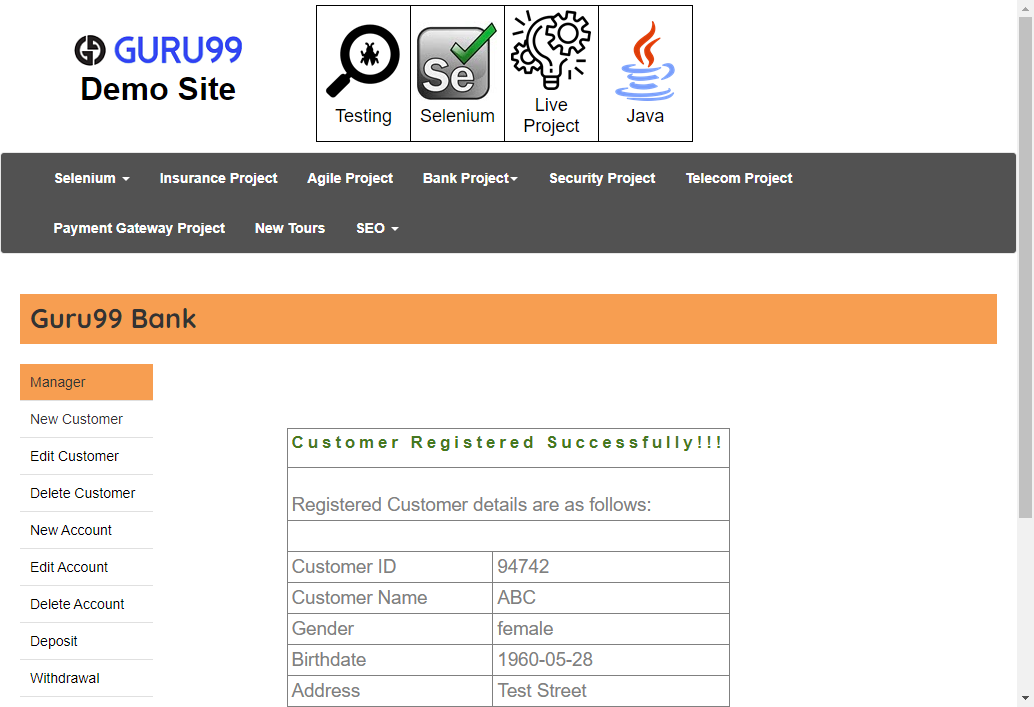 GURU99
Demo Site
Testing
Se
Selenium
Live
Project
Java
Selenium
Insurance Project
Agile Project
Bank Project
Security Project
Telecom Project
Payment Gateway Project
New Tours
SEO
Guru99 Bank
Manager
New Customer
Edit Customer
Delete Customer
New Account
Edit Account
Delete Account
Deposit
Withdrawal
Customer Registered Successfully!!!
Registered Customer details are as follows:
Customer ID 94742
Customer Name ABC
Gender female
Birthdate 1960-05-28
Address Test Street